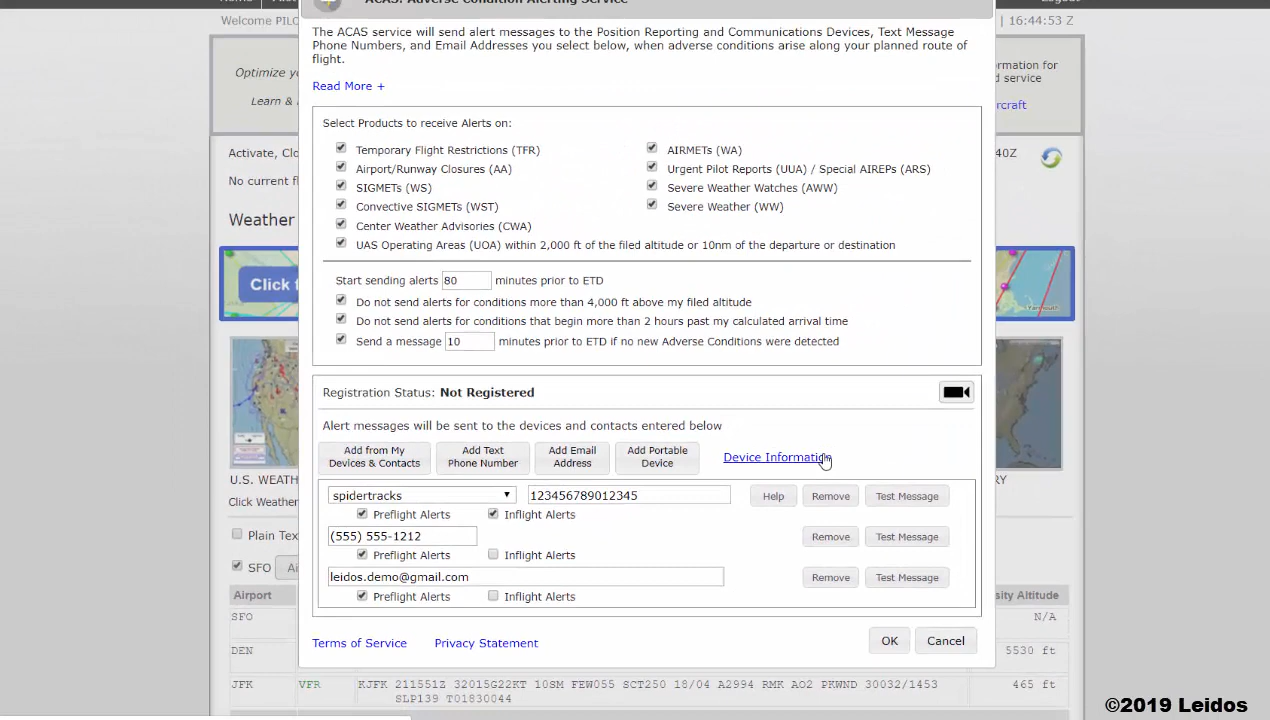 Welcome PILO
16:44:53 Z
ACAS: Adverse Condition Alerting Service
The ACAS service will send alert messages to the Position Reporting and Communications Devices, Text Message
Phone Numbers, and Email Addresses you select below, when adverse conditions arise along your planned route of
flight.
Read More +
Optimize yo
Learn &
formation for
d service
rcraft
Select Products to receive Alerts on:
Temporary Flight Restrictions (TFR)
AIRMETs (WA)
Airport/Runway Closures (AA)
Urgent Pilot Reports (UUA) / Special AIREPs (ARS)
SIGMETs (WS)
Severe Weather Watches (AWW)
Convective SIGMETs (WST)
Severe Weather (WW)
Center Weather Advisories (CWA)
UAS Operating Areas (UOA) within 2,000 ft of the filed altitude or 10nm of the departure or destination
Activate, Clo
40Z
No current fl
Weather
Click f
Yarmouth
Start sending alerts 80 minutes prior to ETD
Do not send alerts for conditions more than 4,000 ft above my filed altitude
Do not send alerts for conditions that begin more than 2 hours past my calculated arrival time
Send a message 10 minutes prior to ETD if no new Adverse Conditions were detected
Registration Status: Not Registered
Alert messages will be sent to the devices and contacts entered below
Add from My
Devices & Contacts
Add Text
Phone Number
Add Email
Address
Add Portable
Device
Device Information
spidertracks
123456789012345
Help
Remove
Test Message
Preflight Alerts
Inflight Alerts
(555) 555-1212
Remove
Test Message
Preflight Alerts
Inflight Alerts
leidos.demo@gmail.com
Remove
Test Message
Preflight Alerts
Inflight Alerts
Terms of Service
Privacy Statement
OK
Cancel
U.S. WEATH
RY
Click Weather
Plain Tex
SFO
Ai
Airport
sity Altitude
SFO
N/A
DEN
5530 ft
JFK
VFR
KJFK 211551Z 32015G22KT 10SM FEW055 SCT250 18/04 A2994 RMK AO2 PKWND 30032/1453
SLP139 T01830044
465 ft
©2019 Leidos